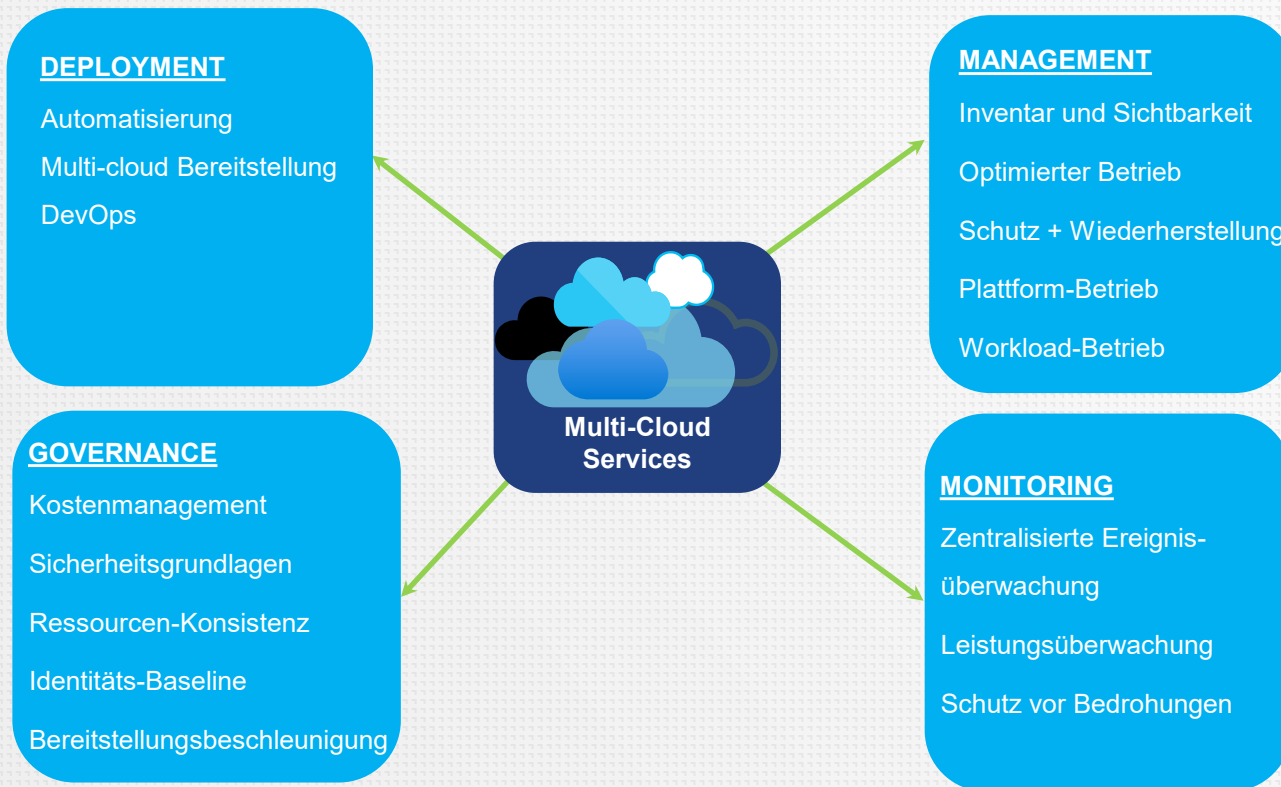 DEPLOYMENT
Automatisierung
Multi-cloud Bereitstellung
DevOps
MANAGEMENT
Inventar und Sichtbarkeit
Optimierter Betrieb
Schutz + Wiederherstellung
Plattform-Betrieb
Workload-Betrieb
Multi-Cloud
Services
GOVERNANCE
Kostenmanagement
Sicherheitsgrundlagen
Ressourcen-Konsistenz
Identitäts-Baseline
Bereitstellungsbeschleunigung
MONITORING
Zentralisierte Ereignis-
überwachung
Leistungsüberwachung
Schutz vor Bedrohungen